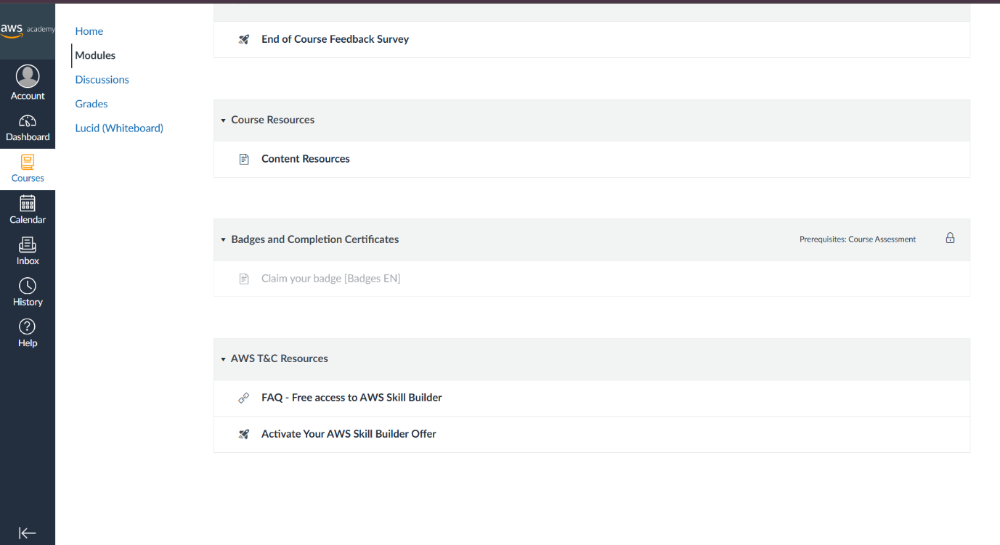 aws academy
Account
Dashboard
Courses
Calendar
Inbox
History
Help
Home
Modules
Discussions
Grades
Lucid (Whiteboard)
End of Course Feedback Survey
Course Resources
Content Resources
Badges and Completion Certificates
Prerequisites: Course Assessment
Claim your badge [Badges EN]
AWS T&C Resources
FAQ - Free access to AWS Skill Builder
Activate Your AWS Skill Builder Offer